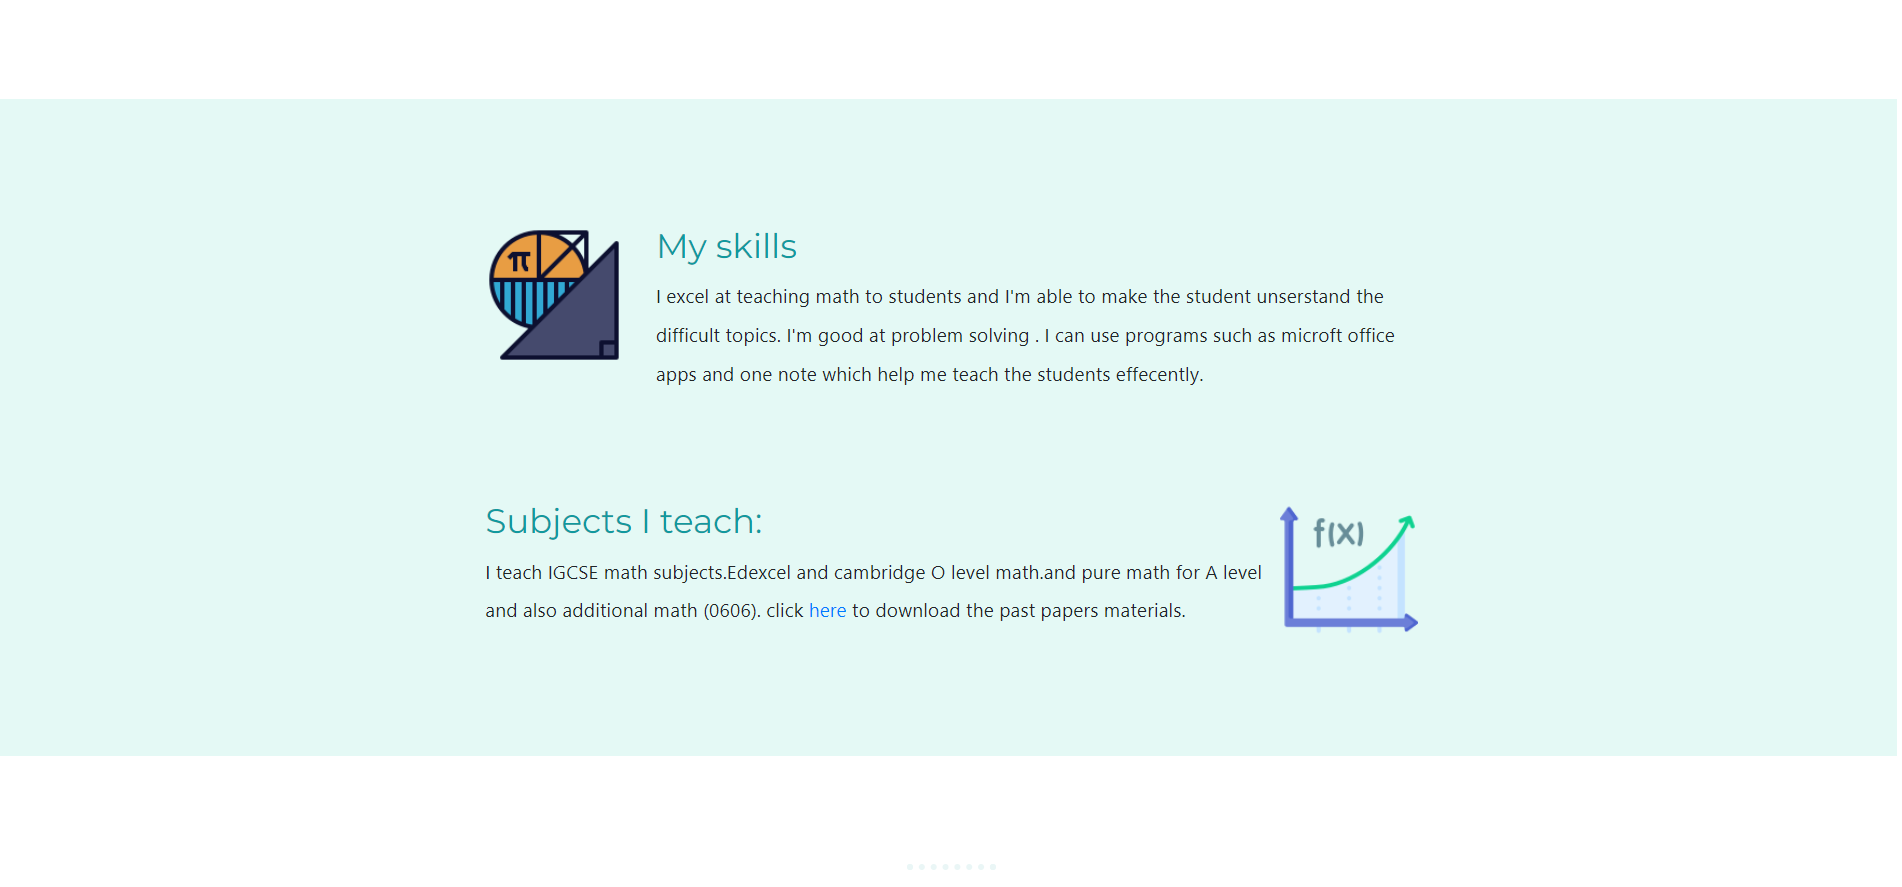 π
My skills
I excel at teaching math to students and I'm able to make the student unserstand the
difficult topics. I'm good at problem solving . I can use programs such as microft office
apps and one note which help me teach the students effecently.
Subjects I teach:
f(x)
I teach IGCSE math subjects.Edexcel and cambridge O level math.and pure math for A level
and also additional math (0606). click here to download the past papers materials.